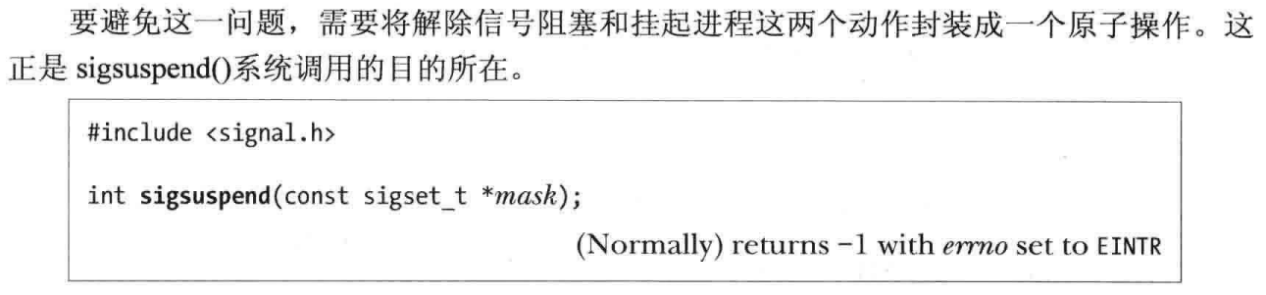 要避免这一问题，需要将解除信号阻塞和挂起进程这两个动作封装成一个原子操作。这
正是 sigsuspend()系统调用的目的所在。
#include <signal.h>
int sigsuspend(const sigset_t *mask);
(Normally) returns −1 with errno set to EINTR